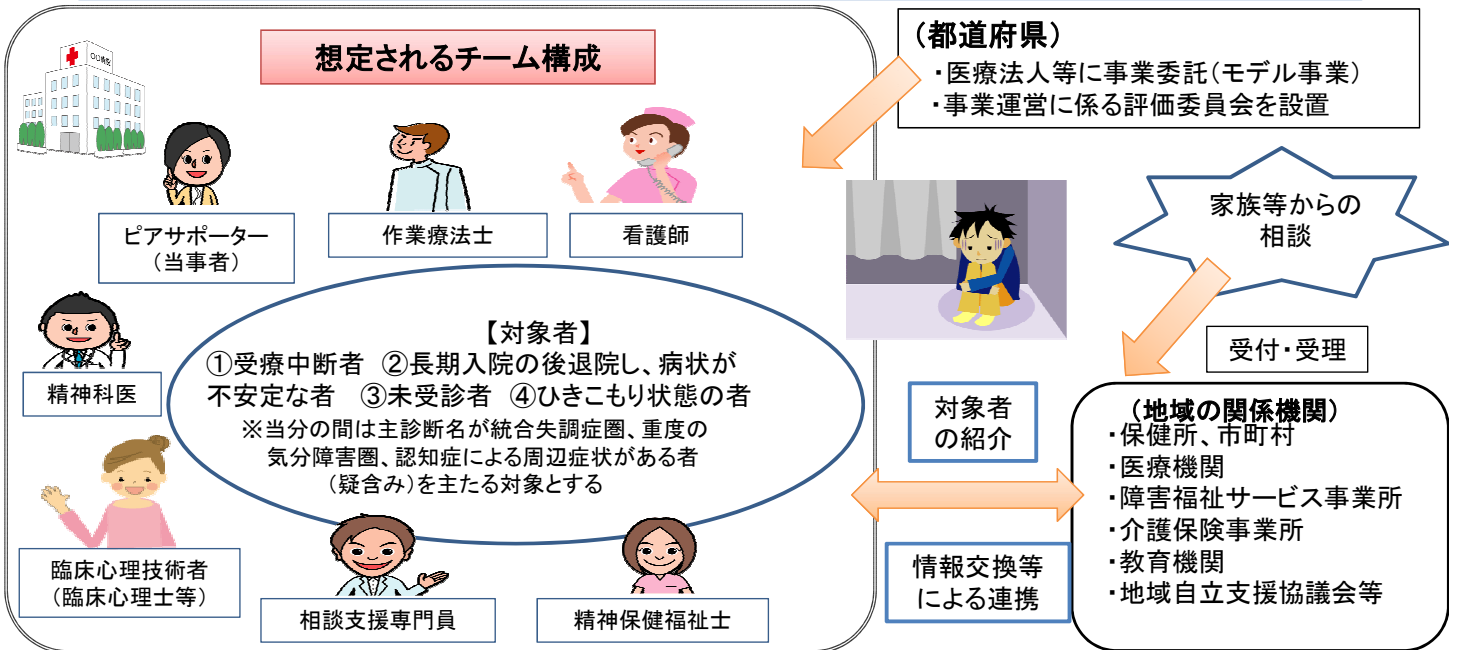 想定されるチーム構成
○○病院
ピアサポーター
(当事者)
作業療法士
看護師
精神科医
【対象者】
①受療中断者 ②長期入院の後退院し、病状が
不安定な者 ③未受診者 ④ひきこもり状態の者
※当分の間は主診断名が統合失調症圏、重度の
気分障害圏、認知症による周辺症状がある者
(疑含み)を主たる対象とする
臨床心理技術者
(臨床心理士等)
相談支援専門員
精神保健福祉士
(都道府県)
・医療法人等に事業委託(モデル事業)
・事業運営に係る評価委員会を設置
家族等からの
相談
受付・受理
対象者
の紹介
情報交換等
による連携
(地域の関係機関)
・保健所、市町村
・医療機関
・障害福祉サービス事業所
・介護保険事業所
・教育機関
・地域自立支援協議会等